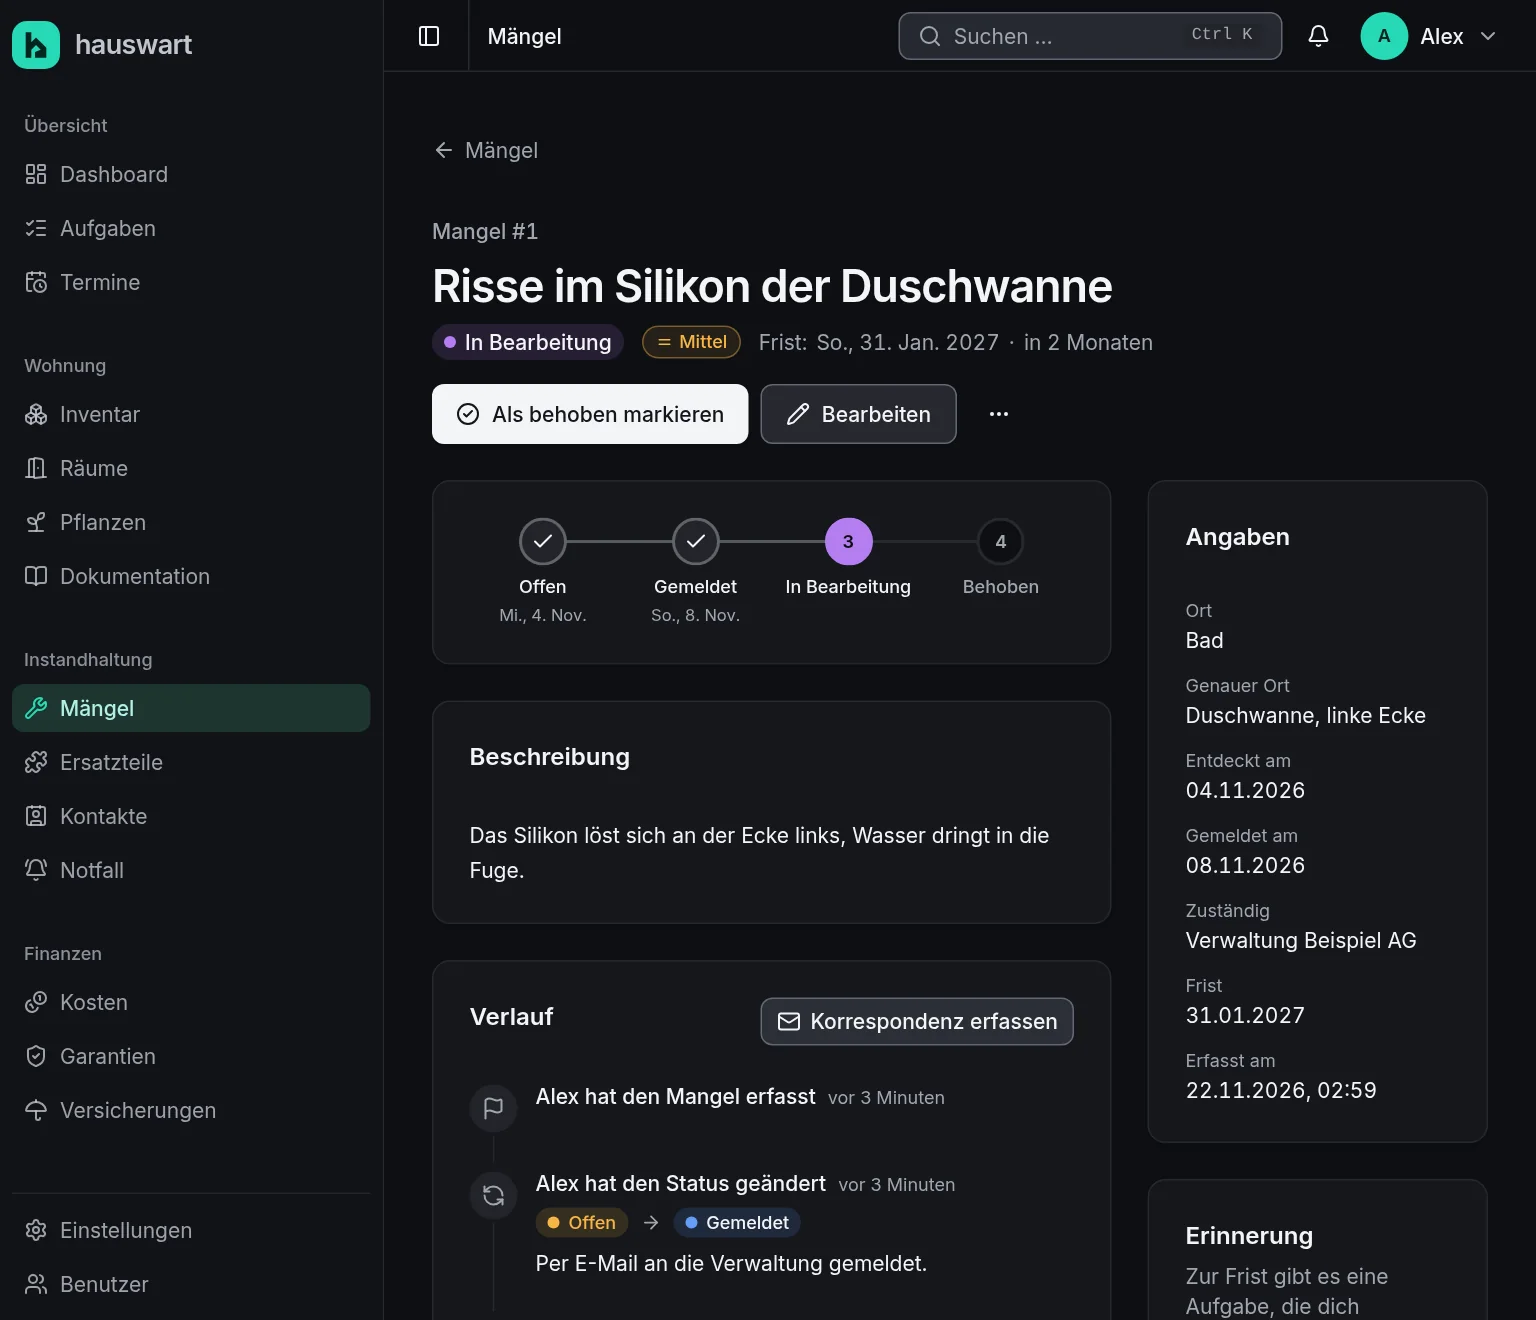 hauswart
Übersicht
Dashboard
Aufgaben
Termine
Wohnung
Inventar
Räume
Pflanzen
Dokumentation
Instandhaltung
Mängel
Ersatzteile
Kontakte
Notfall
Finanzen
Kosten
Garantien
Versicherungen
Einstellungen
Benutzer
Mängel
Suchen ...
Ctrl K
A
Alex
Mängel
Mangel #1
Risse im Silikon der Duschwanne
In Bearbeitung
Mittel
Frist: So., 31. Jan. 2027 · in 2 Monaten
Als behoben markieren
Bearbeiten
3
4
Offen
Gemeldet
In Bearbeitung
Behoben
Mi., 4. Nov.
So., 8. Nov.
Beschreibung
Das Silikon löst sich an der Ecke links, Wasser dringt in die
Fuge.
Verlauf
Korrespondenz erfassen
Alex hat den Mangel erfasst vor 3 Minuten
Alex hat den Status geändert vor 3 Minuten
Offen
Gemeldet
Per E-Mail an die Verwaltung gemeldet.
Angaben
Ort
Bad
Genauer Ort
Duschwanne, linke Ecke
Entdeckt am
04.11.2026
Gemeldet am
08.11.2026
Zuständig
Verwaltung Beispiel AG
Frist
31.01.2027
Erfasst am
22.11.2026, 02:59
Erinnerung
Zur Frist gibt es eine
Aufgabe, die dich